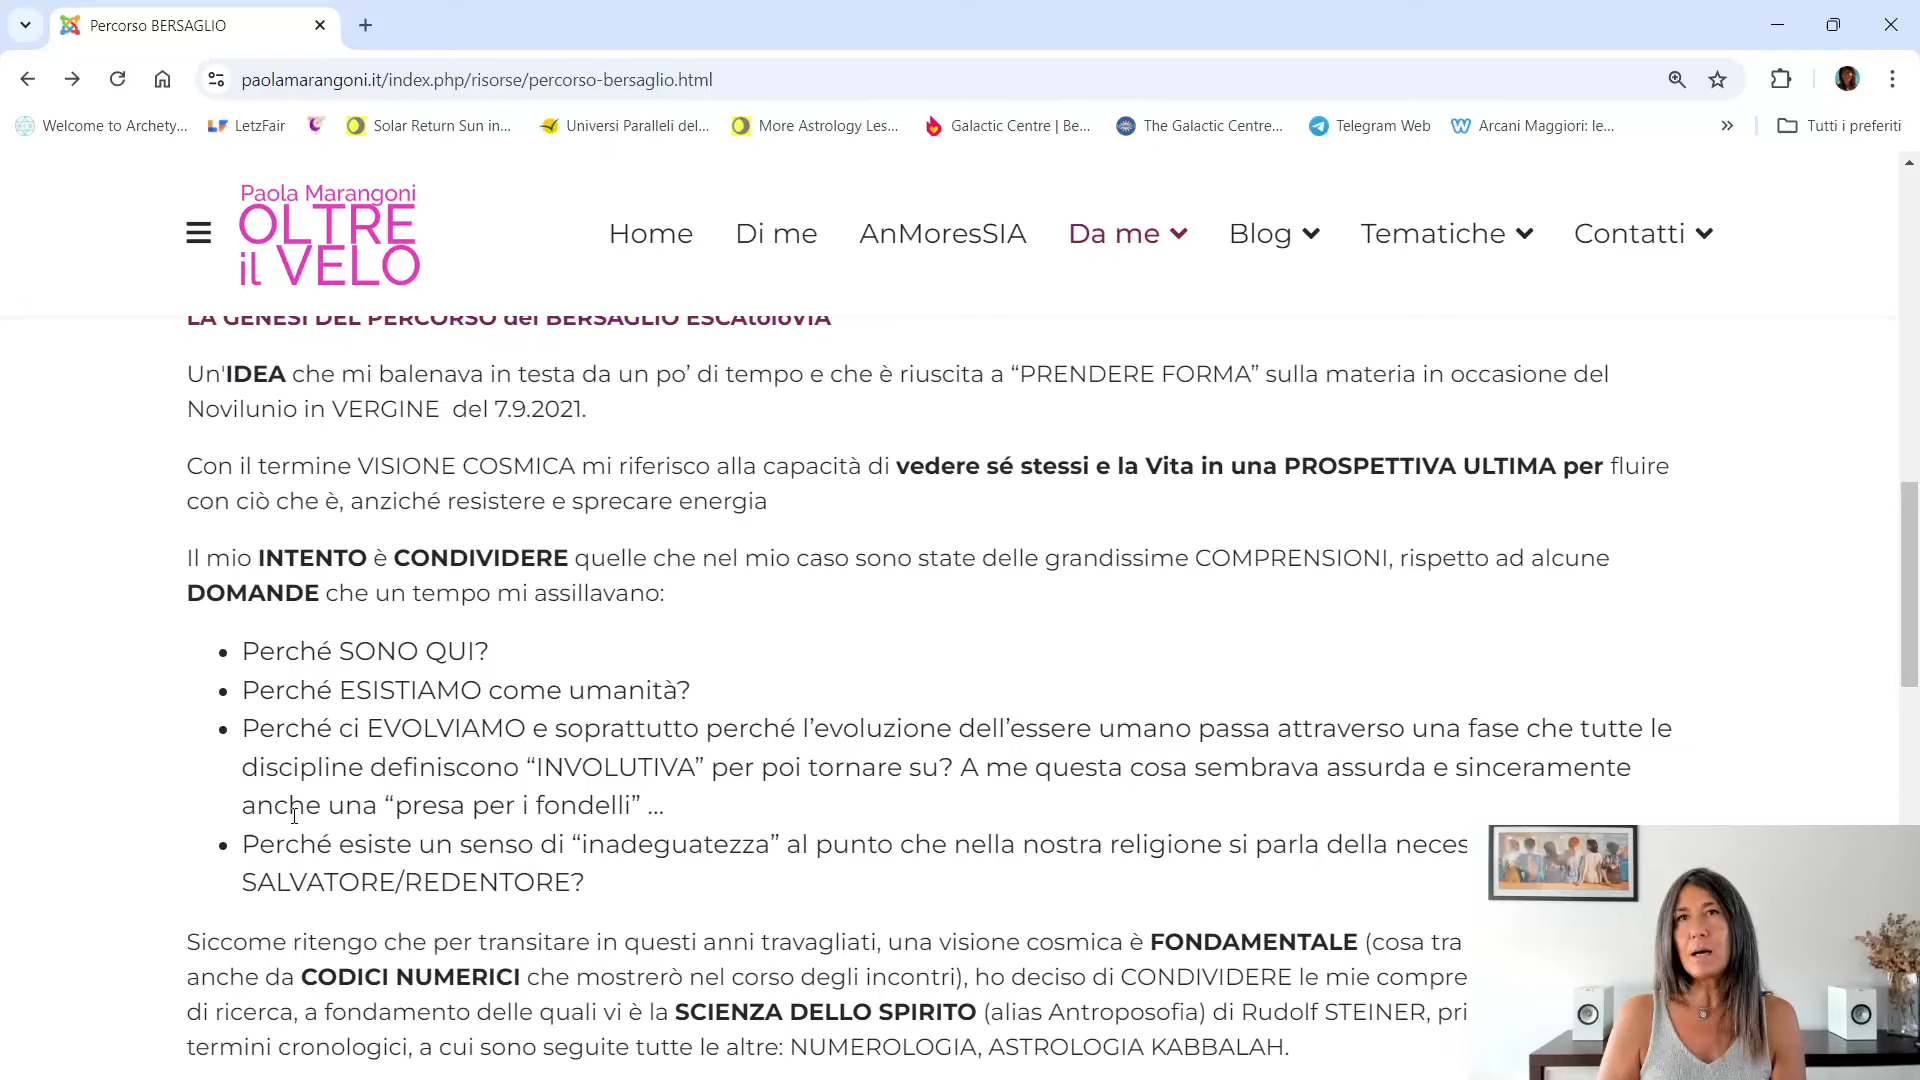 Percorso BERSAGLIO
paolamarangoni.it/index.php/risorse/percorso-bersaglio.html
Welcome to Archety... LetzFair Solar Return Sun in... Universi Paralleli del... More Astrology Les... Galactic Centre | Be... The Galactic Centre... Telegram Web Arcani Maggiori: le... Tutti i preferiti
Paola Marangoni
OLTRE
il VELO
Home Di me AnMoresSIA Da me Blog Tematiche Contatti
LA GENESI DEL PERCORSO del BERSAGLIO ESCAtoloVIA
Un'IDEA che mi balenava in testa da un po’ di tempo e che è riuscita a “PRENDERE FORMA” sulla materia in occasione del
Novilunio in VERGINE del 7.9.2021.
Con il termine VISIONE COSMICA mi riferisco alla capacità di vedere sé stessi e la Vita in una PROSPETTIVA ULTIMA per fluire
con ciò che è, anziché resistere e sprecare energia
Il mio INTENTO è CONDIVIDERE quelle che nel mio caso sono state delle grandissime COMPRENSIONI, rispetto ad alcune
DOMANDE che un tempo mi assillavano:
• Perché SONO QUI?
• Perché ESISTIAMO come umanità?
• Perché ci EVOLVIAMO e soprattutto perché l’evoluzione dell’essere umano passa attraverso una fase che tutte le
discipline definiscono “INVOLUTIVA” per poi tornare su? A me questa cosa sembrava assurda e sinceramente
anche una “presa per i fondelli” ...
• Perché esiste un senso di “inadeguatezza” al punto che nella nostra religione si parla della neces
SALVATORE/REDENTORE?
Siccome ritengo che per transitare in questi anni travagliati, una visione cosmica è FONDAMENTALE (cosa tra
anche da CODICI NUMERICI che mostrerò nel corso degli incontri), ho deciso di CONDIVIDERE le mie compre
di ricerca, a fondamento delle quali vi è la SCIENZA DELLO SPIRITO (alias Antroposofia) di Rudolf STEINER, pri
termini cronologici, a cui sono seguite tutte le altre: NUMEROLOGIA, ASTROLOGIA KABBALAH.